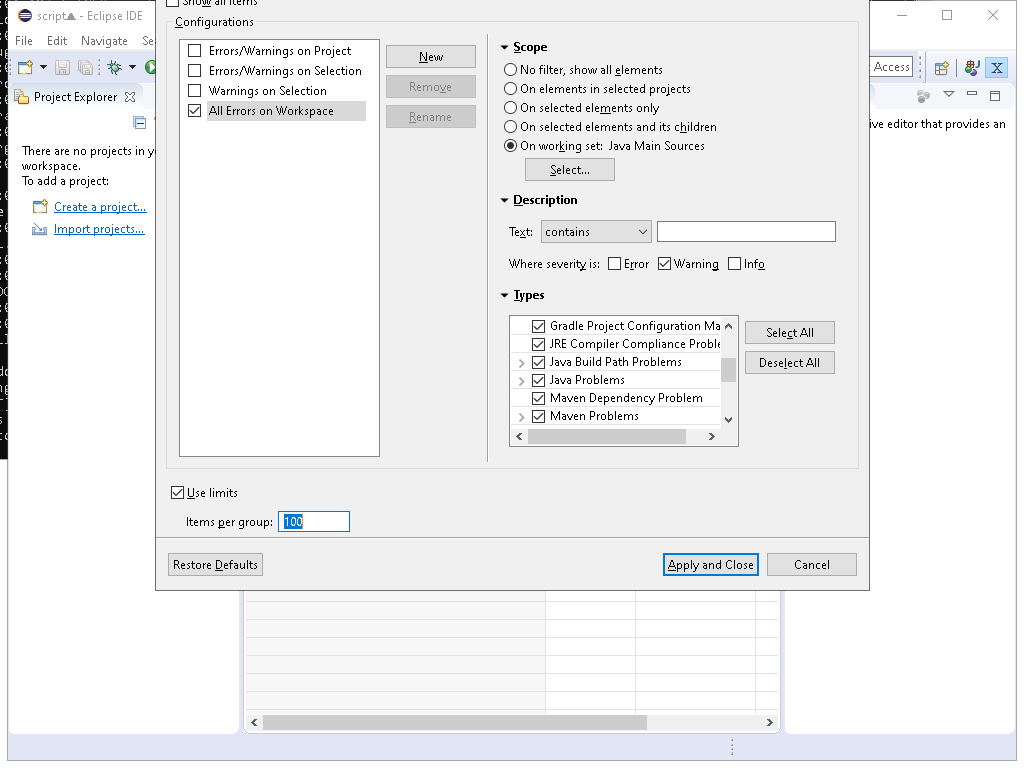 Show all items
script - Eclipse IDE
Configurations
File Edit Navigate Se
Errors/Warnings on Project
Errors/Warnings on Selection
Warnings on Selection
All Errors on Workspace
New
Remove
Rename
Scope
No filter, show all elements
On elements in selected projects
On selected elements only
On selected elements and its children
On working set: Java Main Sources
Select...
Access
Project Explorer
ive editor that provides an
There are no projects in y
workspace.
To add a project:
Create a project...
Import projects...
Description
Text: contains
Where severity is: Error Warning Info
Types
Gradle Project Configuration Ma
JRE Compiler Compliance Proble
Java Build Path Problems
Java Problems
Maven Dependency Problem
Maven Problems
Select All
Deselect All
Use limits
Items per group: 100
Restore Defaults
Apply and Close
Cancel